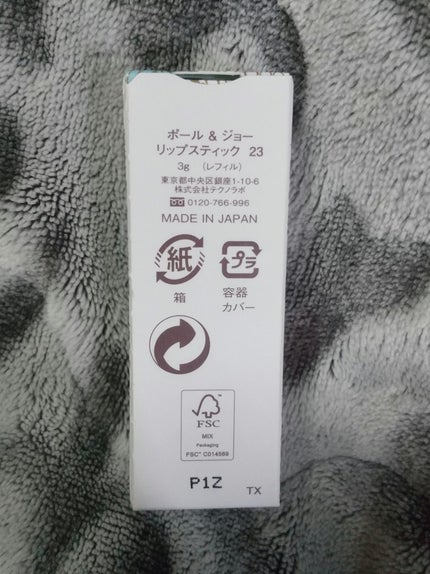 ポール & ジョー
リップスティック 23
3g （レフィル）
東京都中央区銀座1-10-6
株式会社テクノラボ
0120-766-996
MADE IN JAPAN
紙
プラ
箱
容器
カバー
FSC
MIX
Packaging
FSC® C014569
P1Z
TX